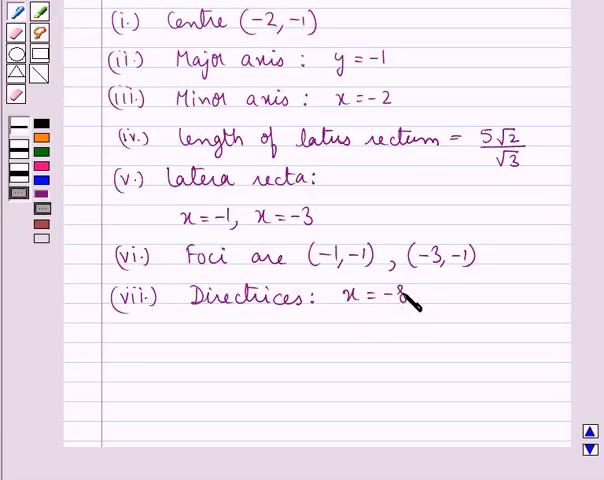 (i.) Centre (-2, -1)
(ii.) Major axis : y = -1
(iii.) Minor axis : x = -2
(iv.) length of latus rectum = 5√2/√3
(v.) latera recta :
x = -1, x = -3
(vi.) Foci are (-1, -1) , (-3, -1)
(vii.) Directrices : x = -8